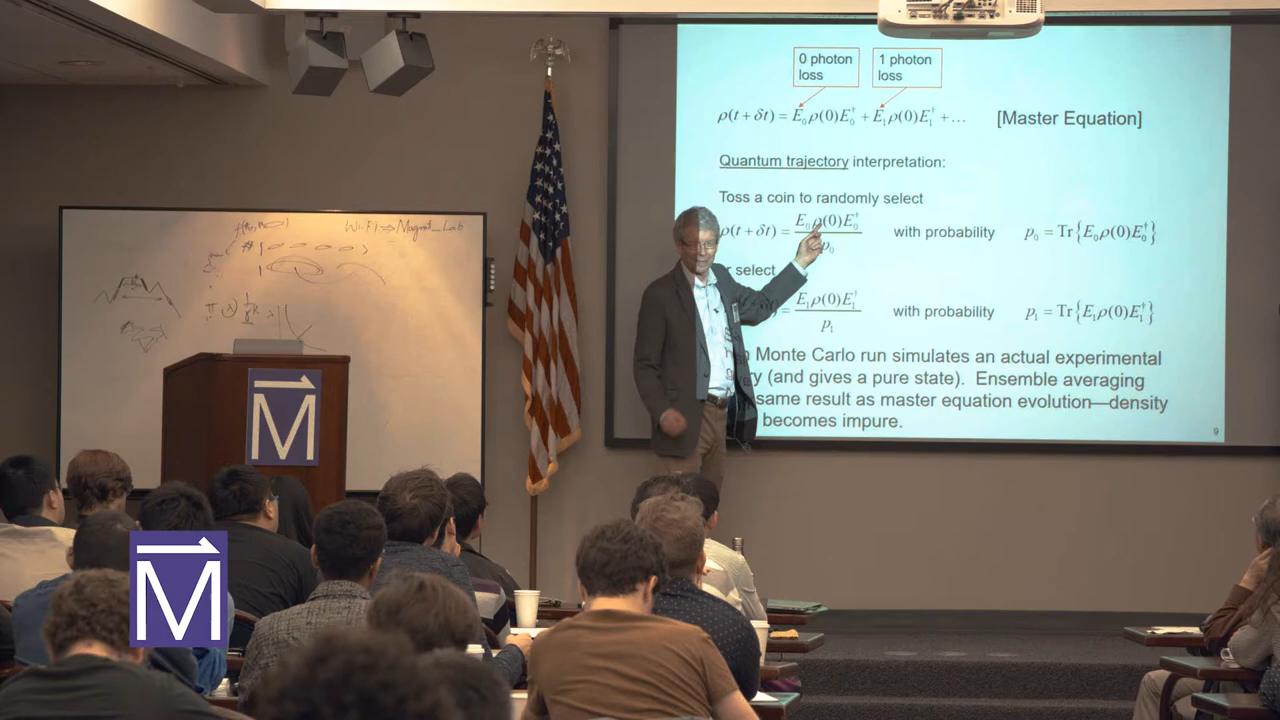 0 photon
loss
1 photon
loss
ρ(t + δt) = E₀ρ(0)E₀† + E₁ρ(0)E₁† + … [Master Equation]
Quantum trajectory interpretation:
Toss a coin to randomly select
ρ(t + δt) = E₀ρ(0)E₀† / p₀ with probability p₀ = Tr{E₀ρ(0)E₀†}
select
= E₁ρ(0)E₁† / p₁ with probability p₁ = Tr{E₁ρ(0)E₁†}
Monte Carlo run simulates an actual experimental
(and gives a pure state). Ensemble averaging
same result as master equation evolution—density
becomes impure.
9
Wi-Fi => Magnet_Lab
M
M